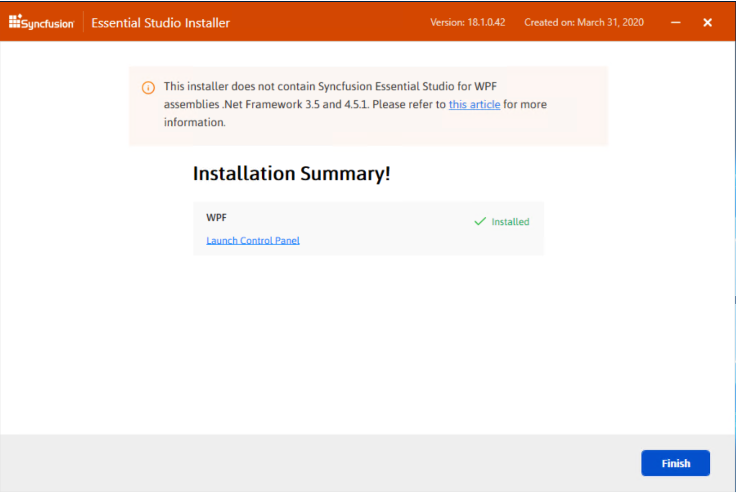 Syncfusion Essential Studio Installer Version: 18.1.0.42 Created on: March 31, 2020
This installer does not contain Syncfusion Essential Studio for WPF
assemblies .Net Framework 3.5 and 4.5.1. Please refer to this article for more
information.
Installation Summary!
WPF Installed
Launch Control Panel
Finish